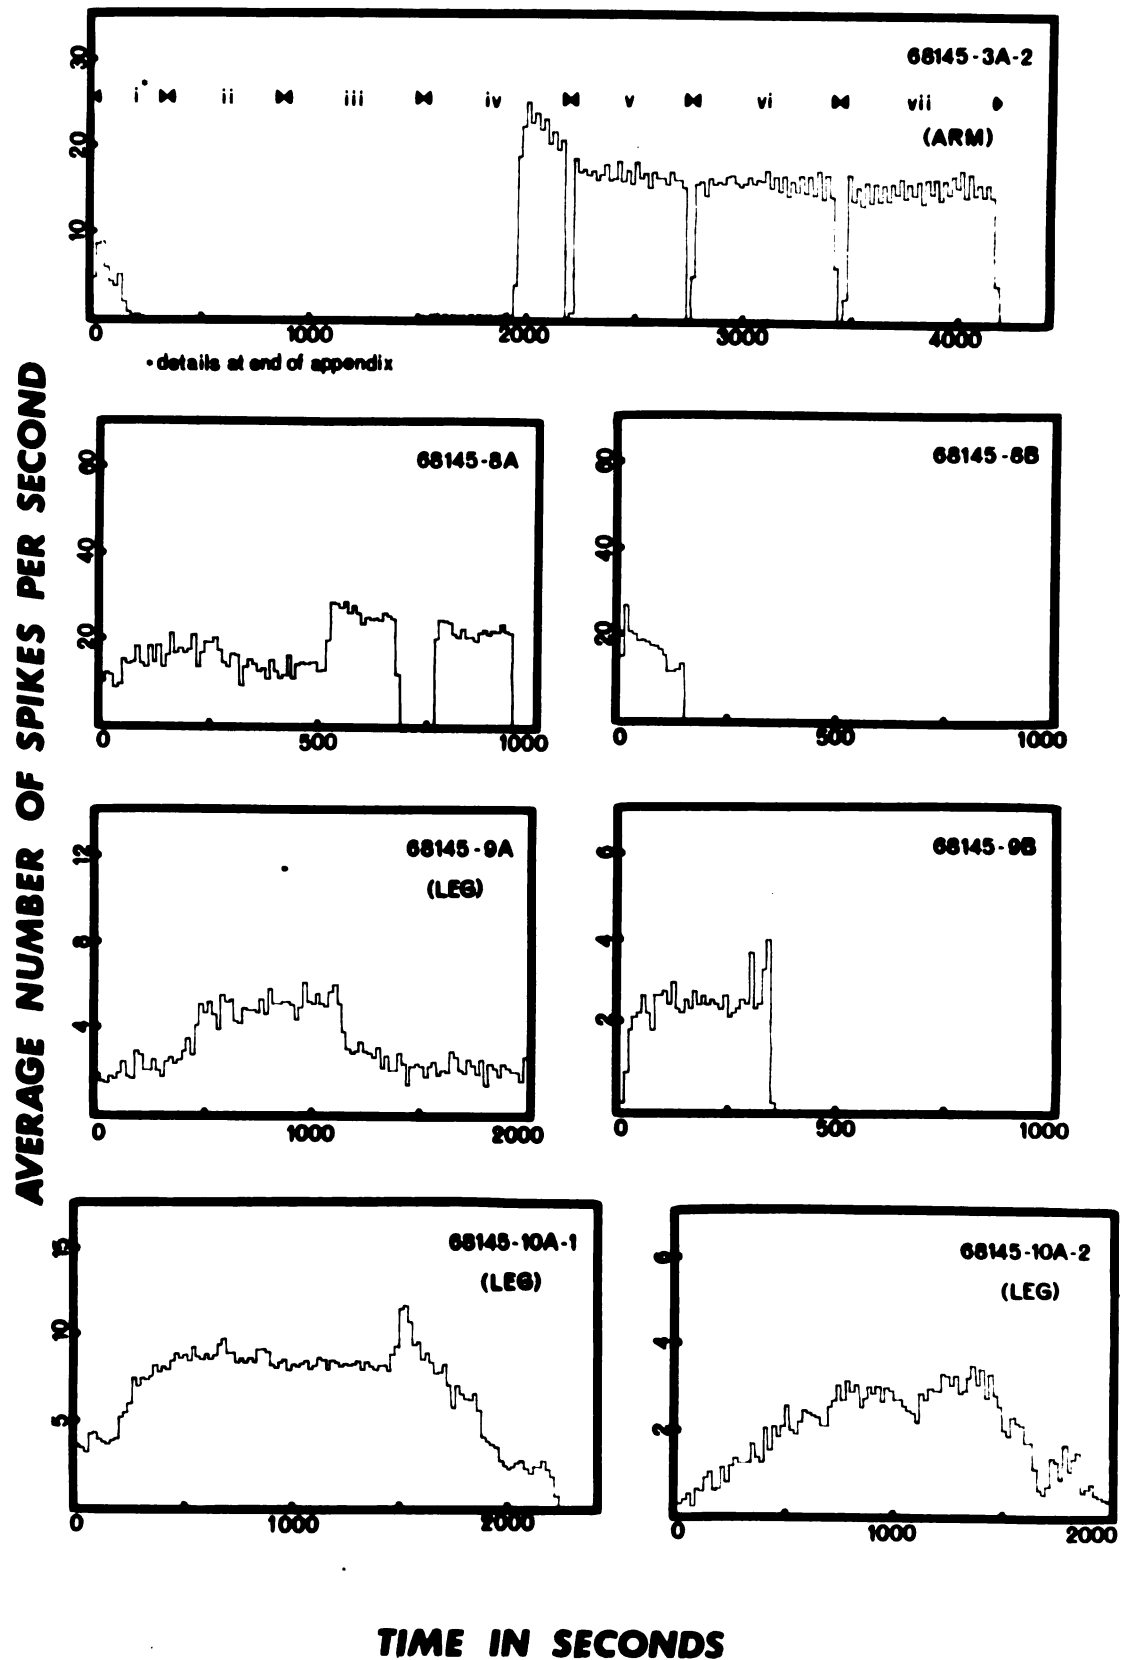 AVERAGE NUMBER OF SPIKES PER SECOND
68145-3A-2
(ARM)
i* ii iii iv v vi vii
30
20
10
0 1000 2000 3000 4000
* details at end of appendix
68145-8A
60
40
20
0 500 1000
68145-8B
60
40
20
0 500 1000
68145-9A
(LEG)
12
8
4
0 1000 2000
68145-9B
6
4
2
0 500 1000
68145-10A-1
(LEG)
15
10
5
0 1000 2000
68145-10A-2
(LEG)
6
4
2
0 1000 2000
TIME IN SECONDS